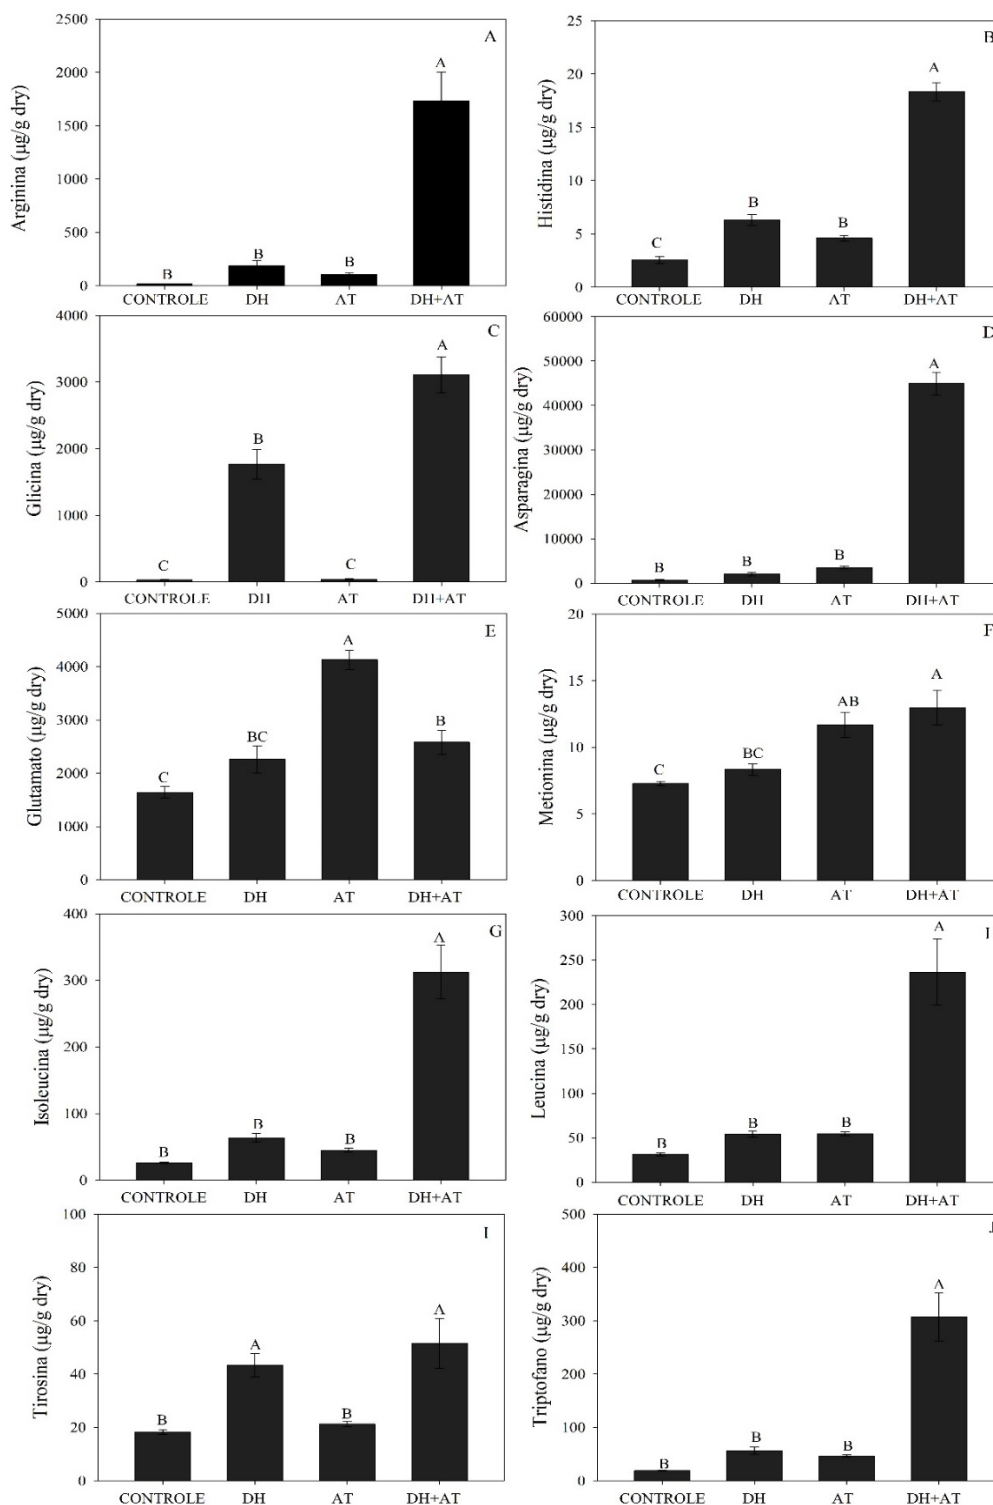 A
2500
2000
1500
1000
500
0
Arginina (µg/g dry)
B
B
B
A
CONTROLE DH AT DH+AT
B
25
20
15
10
5
0
Histidina (µg/g dry)
C
B
B
A
CONTROLE DH AT DH+AT
C
4000
3000
2000
1000
0
Glicina (µg/g dry)
C
B
C
A
CONTROLE DH AT DH+AT
D
60000
50000
40000
30000
20000
10000
0
Asparagina (µg/g dry)
B
B
B
A
CONTROLE DH AT DH+AT
E
5000
4000
3000
2000
1000
0
Glutamato (µg/g dry)
C
BC
A
B
CONTROLE DH AT DH+AT
F
20
15
10
5
0
Metionina (µg/g dry)
C
BC
AB
A
CONTROLE DH AT DH+AT
G
400
300
200
100
0
Isoleucina (µg/g dry)
B
B
B
A
CONTROLE DH AT DH+AT
300
250
200
150
100
50
0
Leucina (µg/g dry)
B
B
B
A
CONTROLE DH AT DH+AT
I
100
80
60
40
20
0
Tirosina (µg/g dry)
B
A
B
A
CONTROLE DH AT DH+AT
J
500
400
300
200
100
0
Triptofano (µg/g dry)
B
B
B
A
CONTROLE DH AT DH+AT